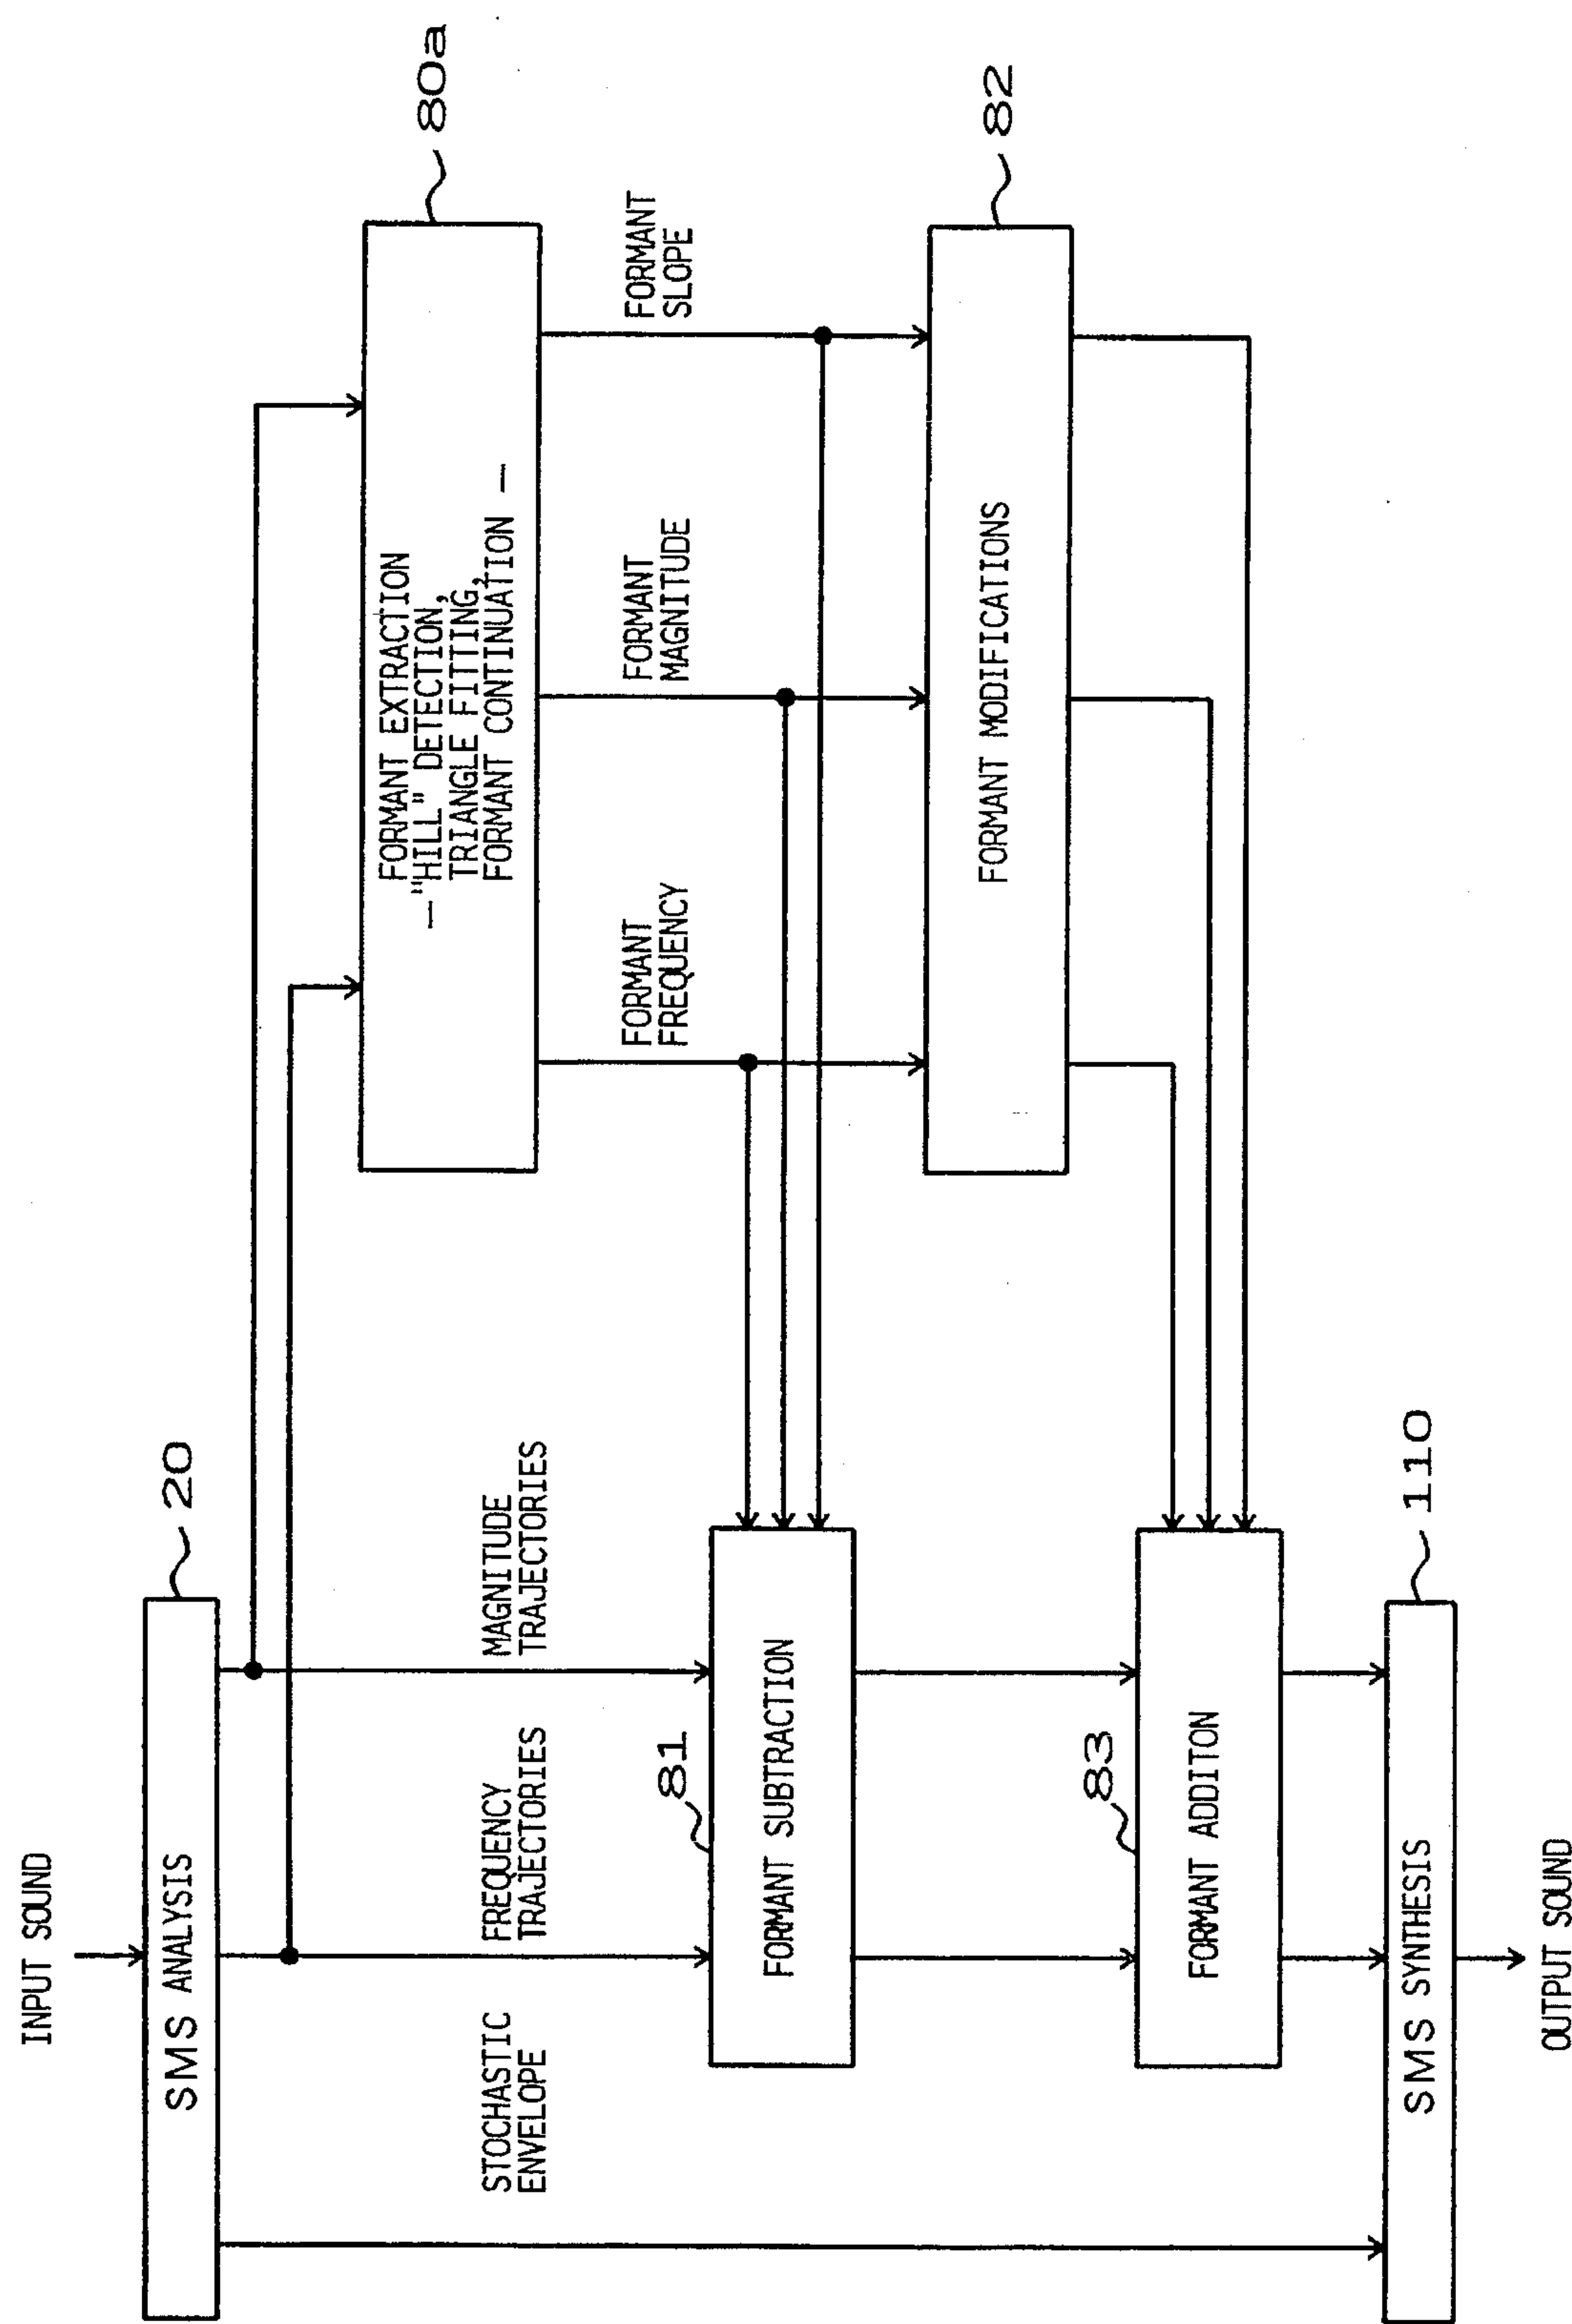 INPUT SOUND
SMS ANALYSIS
20
STOCHASTIC
ENVELOPE
FREQUENCY
TRAJECTORIES
MAGNITUDE
TRAJECTORIES
80a
FORMANT EXTRACTION
—"HILL" DETECTION,
TRIANGLE FITTING,
FORMANT CONTINUATION —
FORMANT
FREQUENCY
FORMANT
MAGNITUDE
FORMANT
SLOPE
81
FORMANT SUBTRACTION
82
FORMANT MODIFICATIONS
83
FORMANT ADDITON
SMS SYNTHESIS
110
OUTPUT SOUND